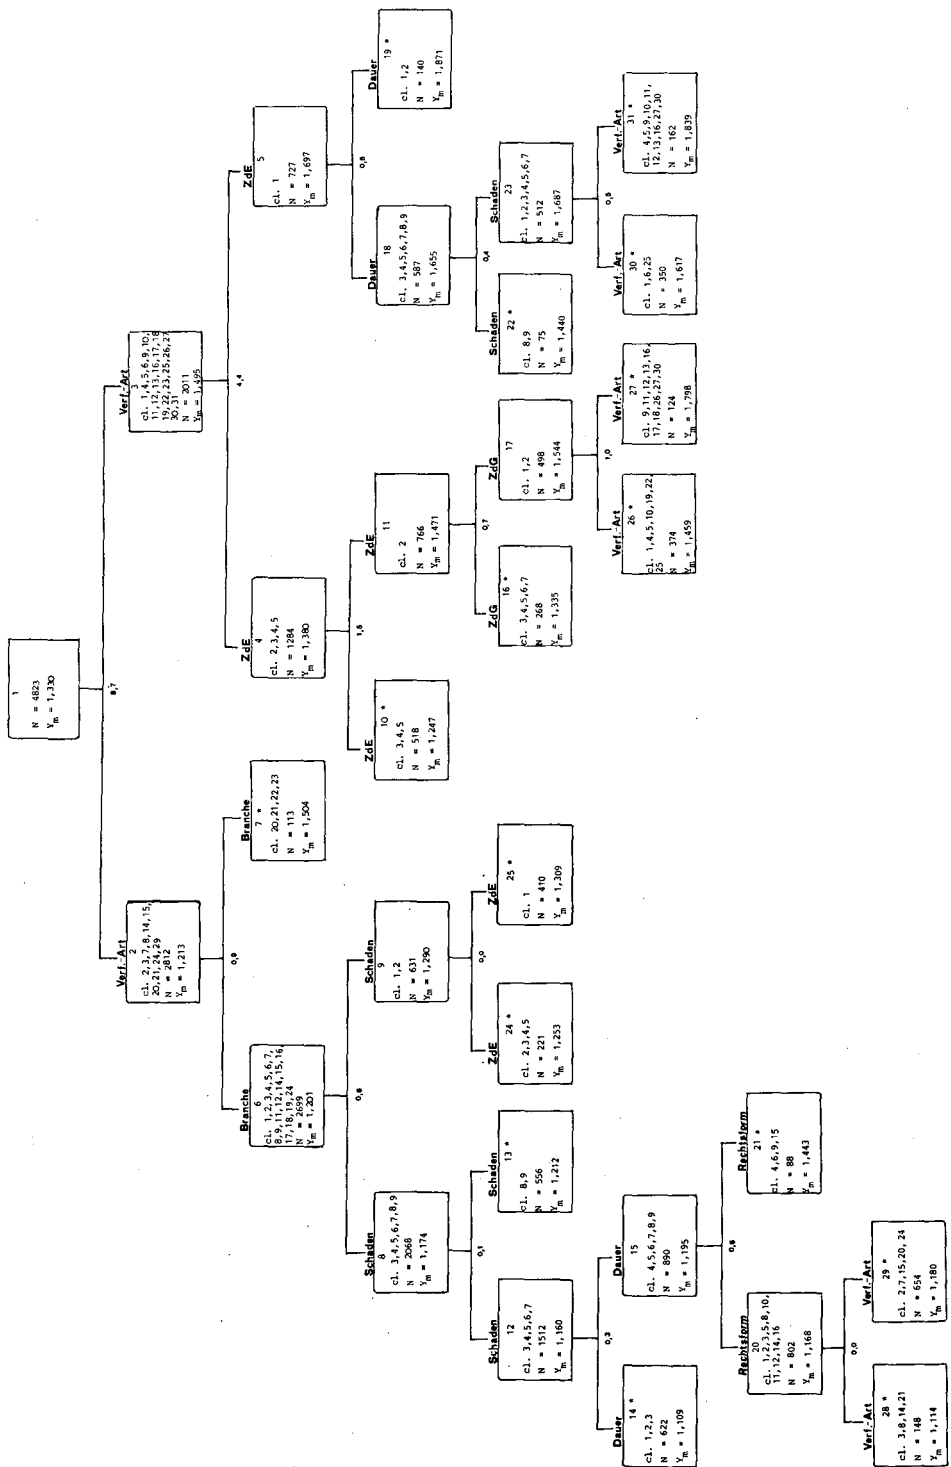 1
N = 4823
Ym = 1,330
8,7
Verf.-Art
2
cl. 2,3,7,8,14,15,
20,21,24,29
N = 2812
Ym = 1,213
Verf.-Art
3
cl. 1,4,5,6,9,10,
11,12,13,16,17,18
19,22,23,25,26,27
30,31
N = 2011
Ym = 1,495
0,9
4,4
Branche
6
cl. 1,2,3,4,5,6,7,
8,9,11,12,14,15,16,
17,18,19,24
N = 2699
Ym = 1,201
Branche
7 *
cl. 20,21,22,23
N = 113
Ym = 1,504
ZdE
4
cl. 2,3,4,5
N = 1284
Ym = 1,380
ZdE
5
cl. 1
N = 727
Ym = 1,697
Schaden
8
cl. 3,4,5,6,7,8,9
N = 2068
Ym = 1,174
Schaden
9
cl. 1,2
N = 631
Ym = 1,290
ZdE
10 *
cl. 3,4,5
N = 518
Ym = 1,247
ZdE
11
cl. 2
N = 766
Ym = 1,471
Dauer
18
cl. 3,4,5,6,7,8,9
N = 587
Ym = 1,655
Dauer
19 *
cl. 1,2
N = 140
Ym = 1,871
0,1
0,0
0,7
0,4
Schaden
12
cl. 3,4,5,6,7
N = 1512
Ym = 1,160
Schaden
13 *
cl. 8,9
N = 556
Ym = 1,212
ZdE
24 *
cl. 2,3,4,5
N = 221
Ym = 1,253
ZdE
25 *
cl. 1
N = 410
Ym = 1,309
ZdG
16 *
cl. 3,4,5,6,7
N = 268
Ym = 1,335
ZdG
17
cl. 1,2
N = 498
Ym = 1,544
Schaden
22 *
cl. 8,9
N = 75
Ym = 1,440
Schaden
23
cl. 1,2,3,4,5,6,7
N = 512
Ym = 1,687
0,3
1,0
Dauer
14 *
cl. 1,2,3
N = 622
Ym = 1,109
Dauer
15
cl. 4,5,6,7,8,9
N = 890
Ym = 1,195
Verf.-Art
26 *
cl. 1,4,5,10,19,22,
25
N = 374
Ym = 1,459
Verf.-Art
27 *
cl. 9,11,12,13,16,
17,18,26,27,30
N = 124
Ym = 1,798
Verf.-Art
30 *
cl. 1,6,25
N = 350
Ym = 1,617
Verf.-Art
31 *
cl. 4,5,9,10,11,
12,13,16,27,30
N = 162
Ym = 1,839
Rechtsform
20
cl. 1,2,3,5,8,10,
11,12,14,16
N = 802
Ym = 1,168
Rechtsform
21 *
cl. 4,6,9,15
N = 88
Ym = 1,443
0,0
Verf.-Art
28 *
cl. 3,8,14,21
N = 148
Ym = 1,114
Verf.-Art
29 *
cl. 2,7,15,20, 24
N = 654
Ym = 1,180